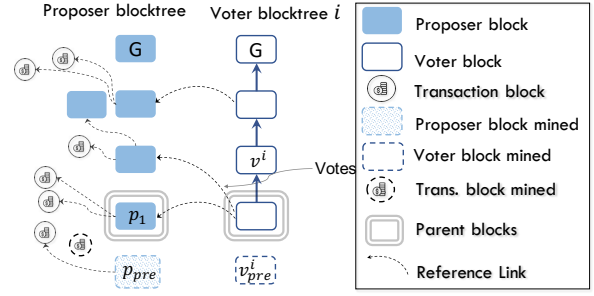 Proposer blocktree
Voter blocktree i
G
G
v^i
Votes
p_1
p_pre
v^i_pre
Proposer block
Voter block
Transaction block
Proposer block mined
Voter block mined
Trans. block mined
Parent blocks
Reference Link